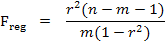 F_reg = r²(n − m − 1) / m(1 − r²)